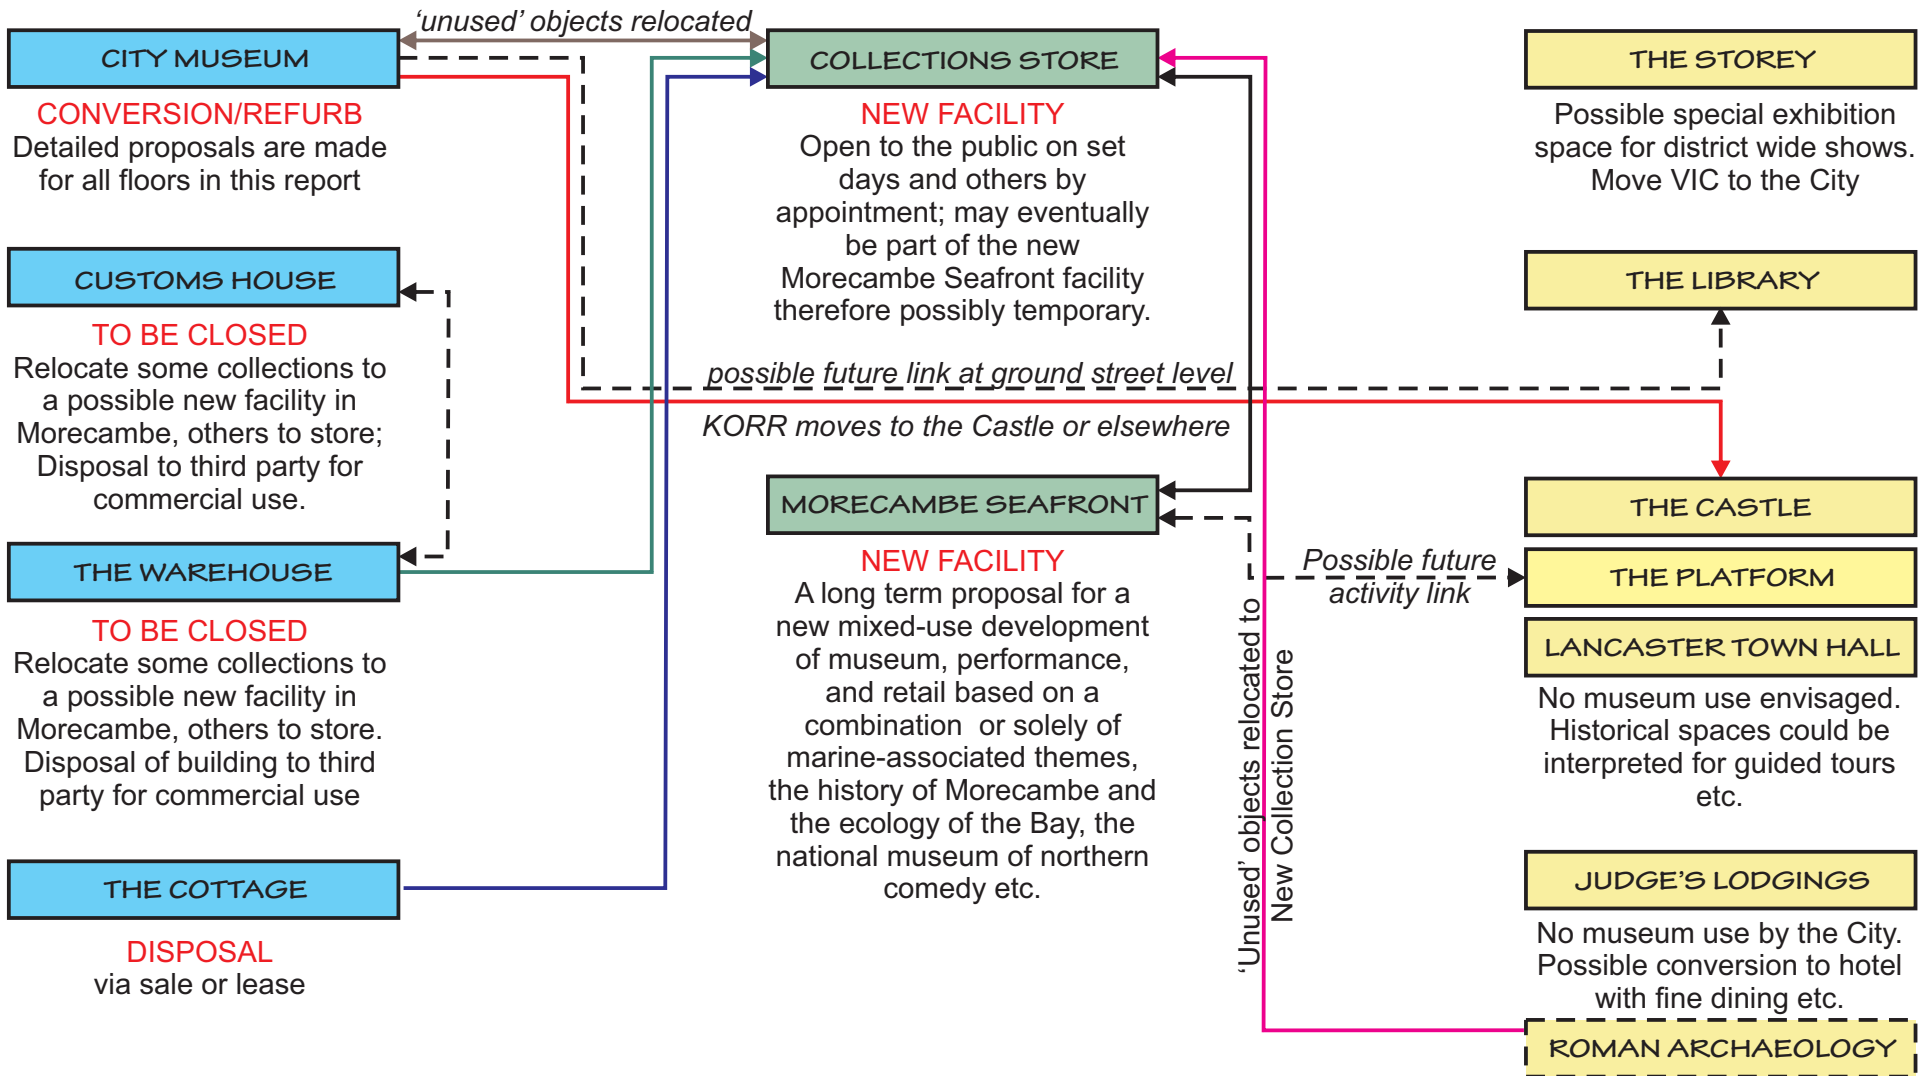 'unused' objects relocated
CITY MUSEUM
CONVERSION/REFURB
Detailed proposals are made
for all floors in this report
CUSTOMS HOUSE
TO BE CLOSED
Relocate some collections to
a possible new facility in
Morecambe, others to store;
Disposal to third party for
commercial use.
THE WAREHOUSE
TO BE CLOSED
Relocate some collections to
a possible new facility in
Morecambe, others to store.
Disposal of building to third
party for commercial use
THE COTTAGE
DISPOSAL
via sale or lease
COLLECTIONS STORE
NEW FACILITY
Open to the public on set
days and others by
appointment; may eventually
be part of the new
Morecambe Seafront facility
therefore possibly temporary.
possible future link at ground street level
KORR moves to the Castle or elsewhere
MORECAMBE SEAFRONT
NEW FACILITY
A long term proposal for a
new mixed-use development
of museum, performance,
and retail based on a
combination or solely of
marine-associated themes,
the history of Morecambe and
the ecology of the Bay, the
national museum of northern
comedy etc.
'Unused' objects relocated to
New Collection Store
Possible future
activity link
THE STOREY
Possible special exhibition
space for district wide shows.
Move VIC to the City
THE LIBRARY
THE CASTLE
THE PLATFORM
LANCASTER TOWN HALL
No museum use envisaged.
Historical spaces could be
interpreted for guided tours
etc.
JUDGE'S LODGINGS
No museum use by the City.
Possible conversion to hotel
with fine dining etc.
ROMAN ARCHAEOLOGY